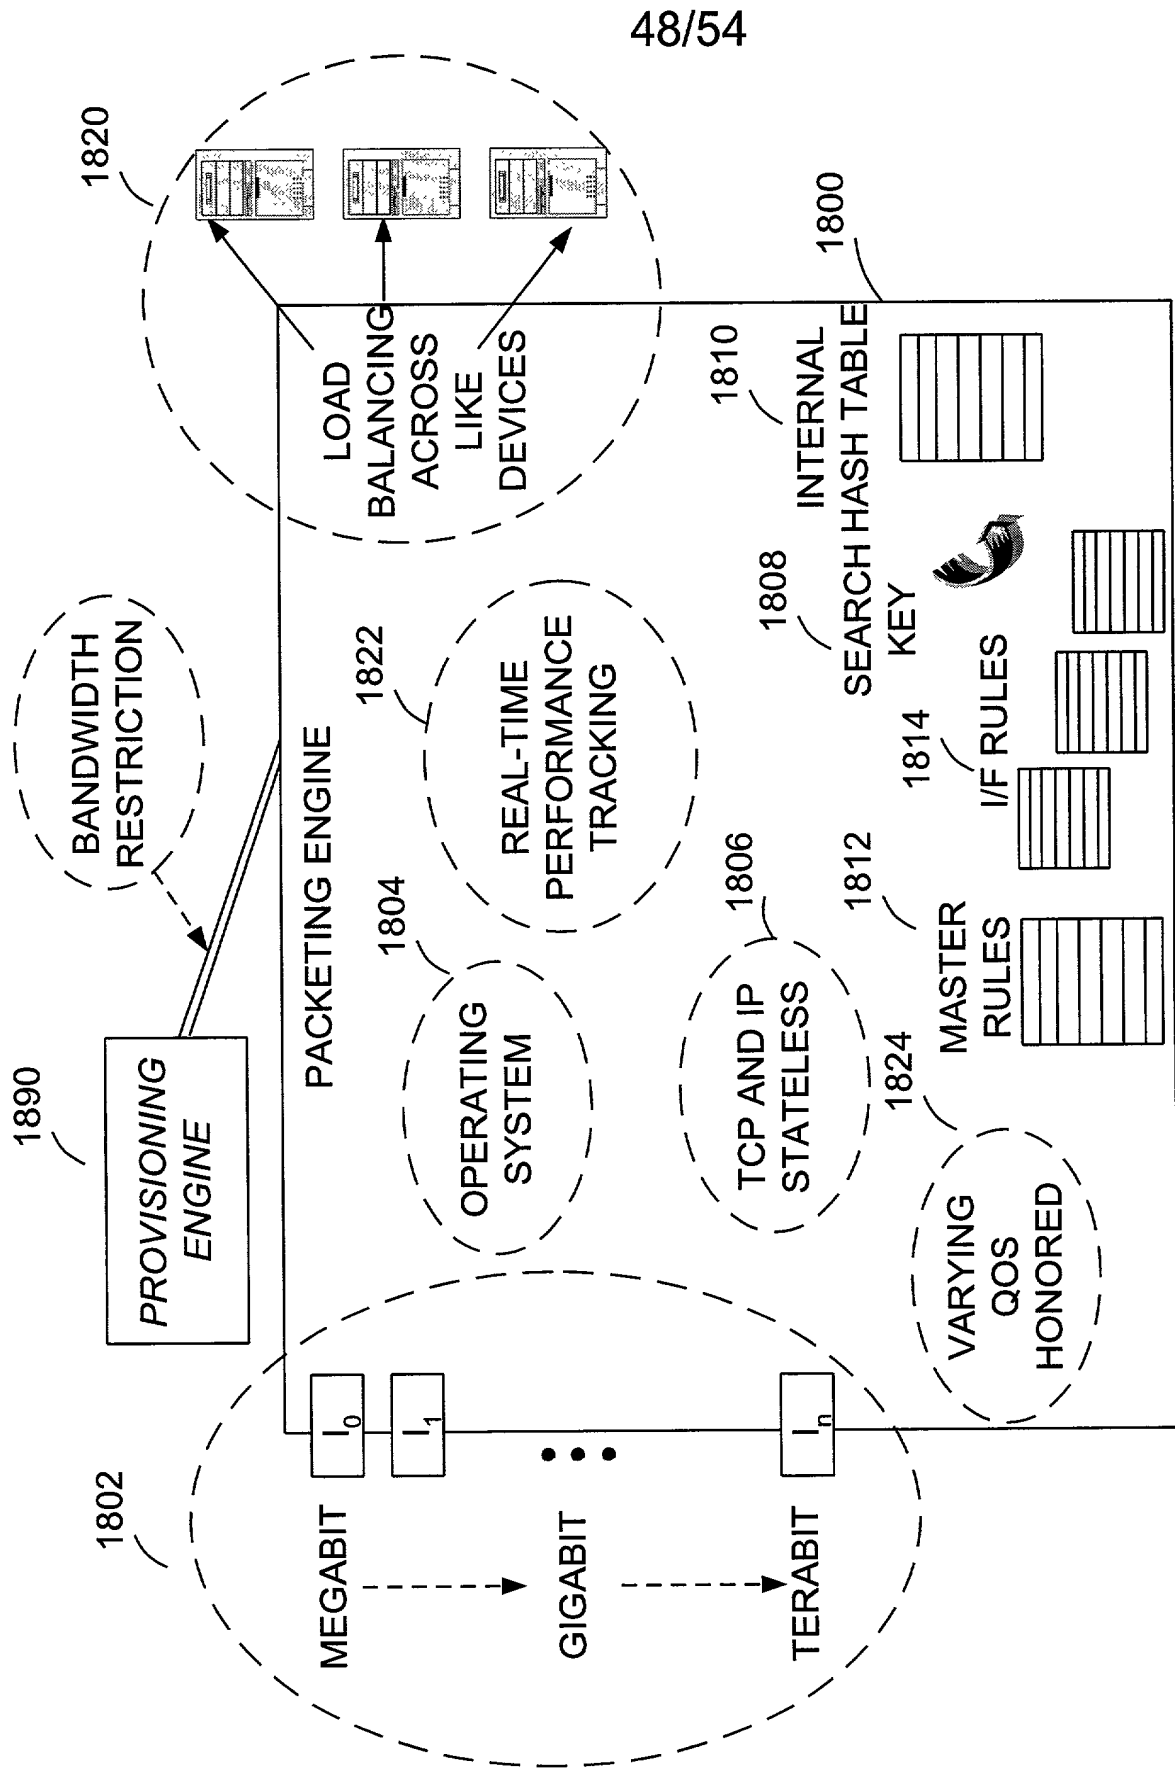 48/54
1890
PROVISIONING
ENGINE
BANDWIDTH
RESTRICTION
1820
1802
MEGABIT
GIGABIT
TERABIT
I0
I1
In
PACKETING ENGINE
1804
OPERATING
SYSTEM
1822
REAL-TIME
PERFORMANCE
TRACKING
LOAD
BALANCING
ACROSS
LIKE
DEVICES
1806
TCP AND IP
STATELESS
1824
VARYING
QOS
HONORED
1812
MASTER
RULES
1814
I/F RULES
1808
SEARCH
KEY
1810
INTERNAL
HASH TABLE
1800